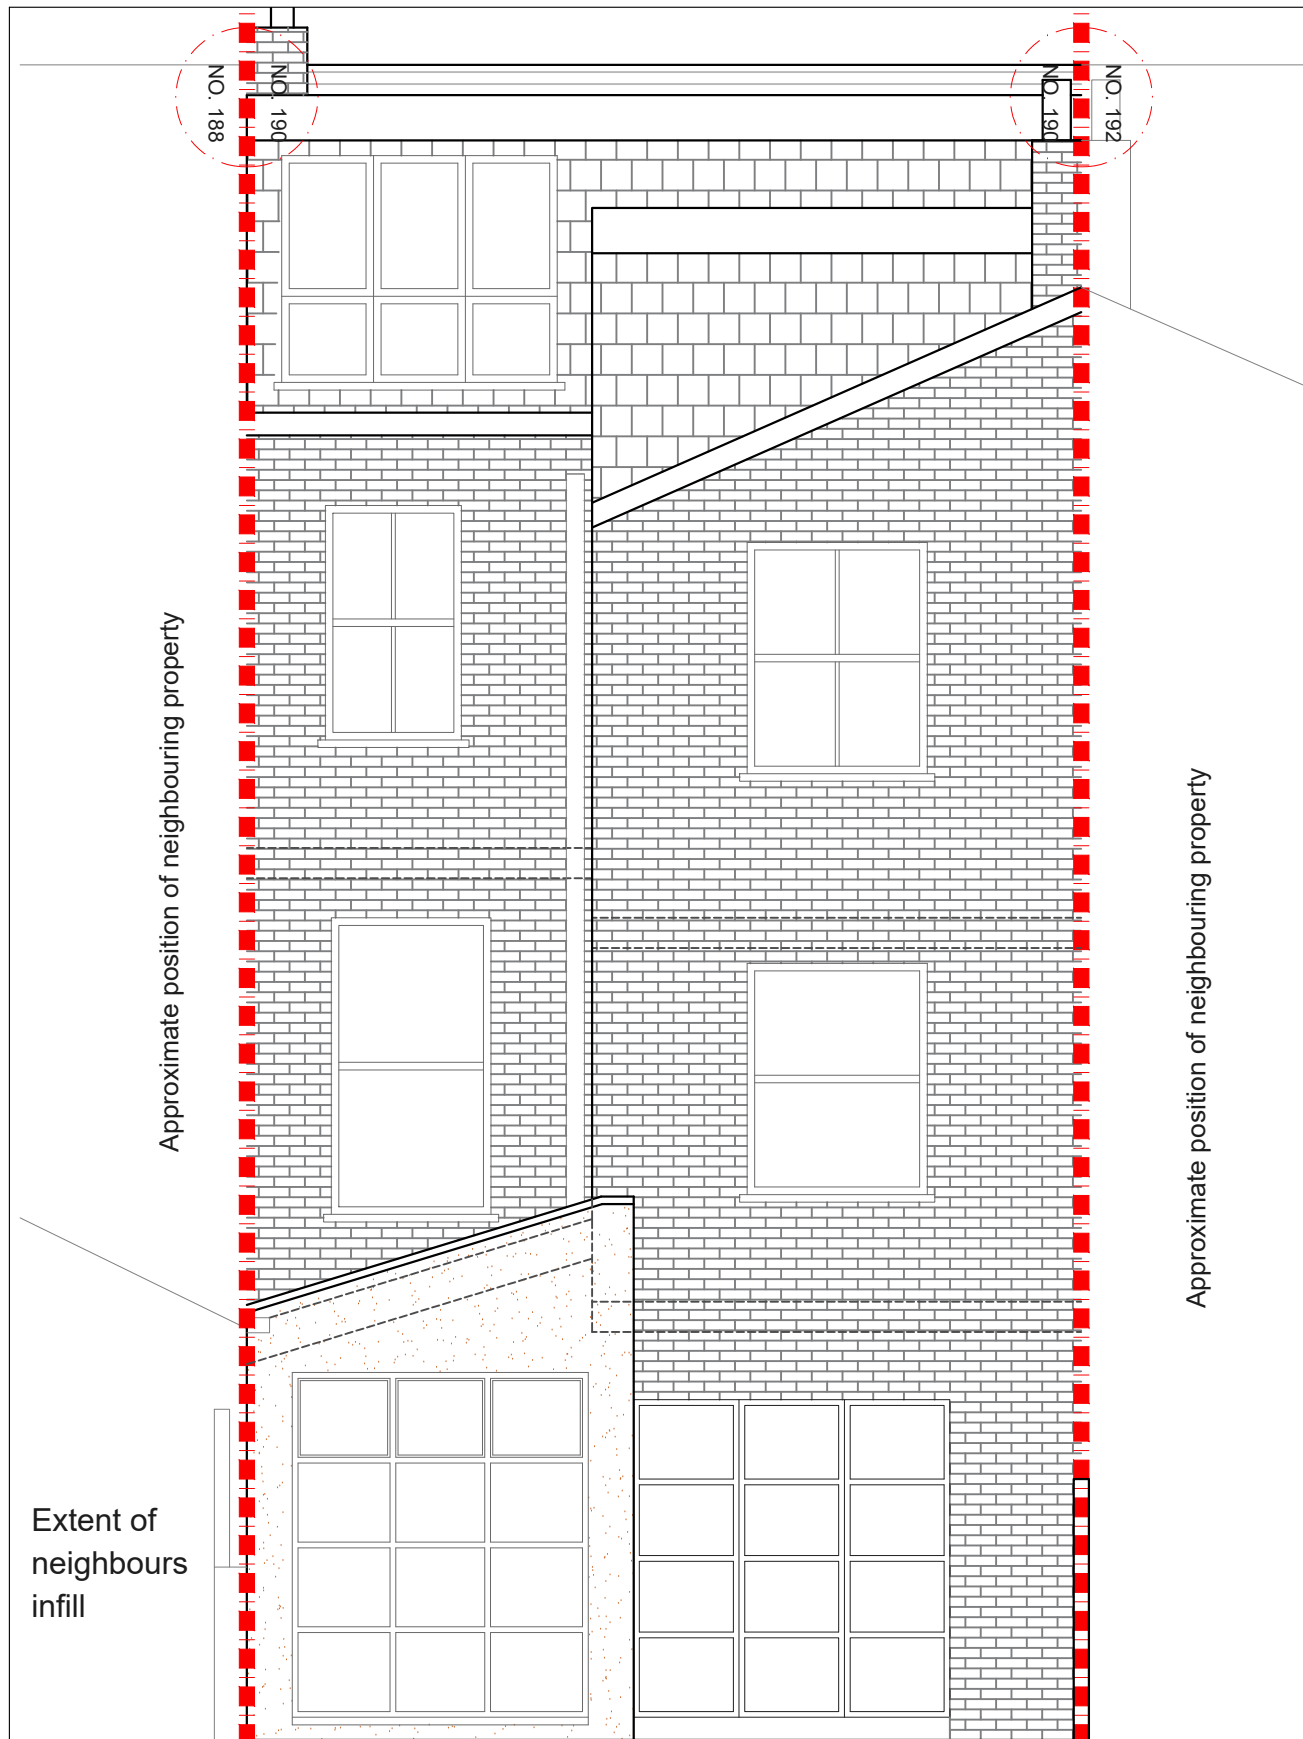 NO. 188
NO. 190
NO. 190
NO. 192
Approximate position of neighbouring property
Approximate position of neighbouring property
Extent of
neighbours
infill